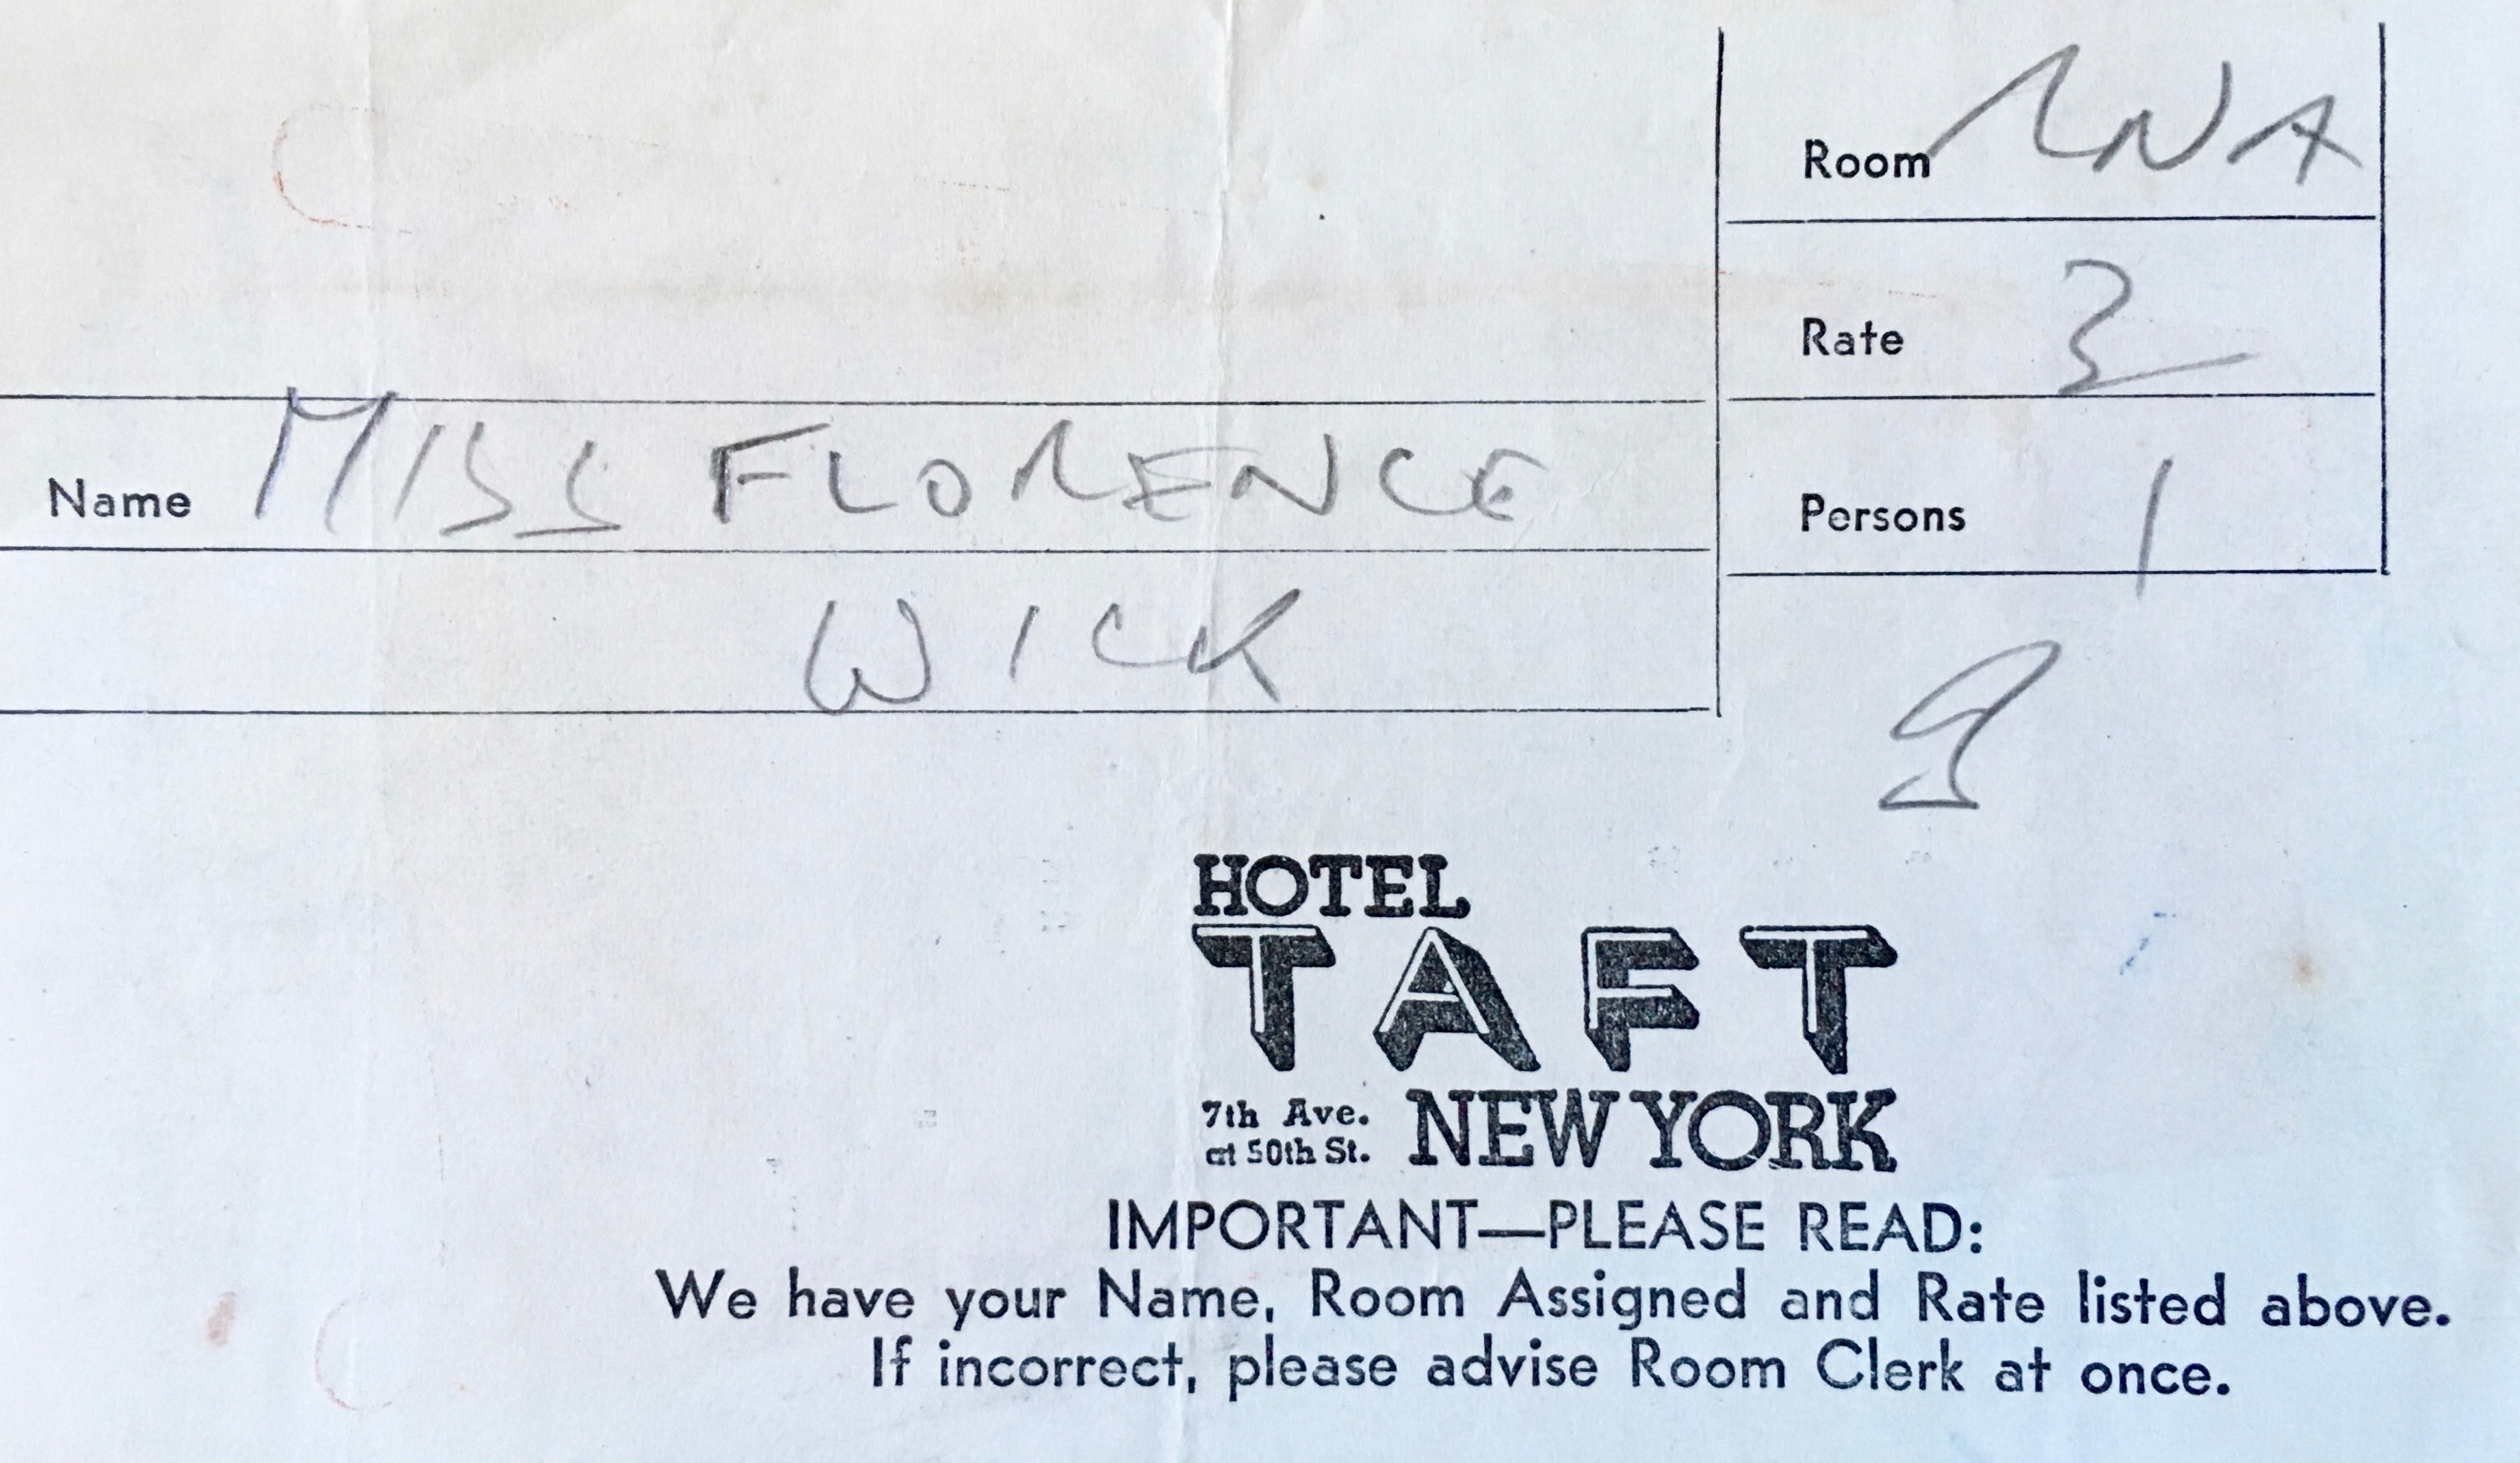 Room RNA
Rate 3
Name MISS FLORENCE
WICK
Persons 1
HOTEL
TAFT
7th Ave.
at 50th St.
NEW YORK
IMPORTANT—PLEASE READ:
We have your Name, Room Assigned and Rate listed above.
If incorrect, please advise Room Clerk at once.